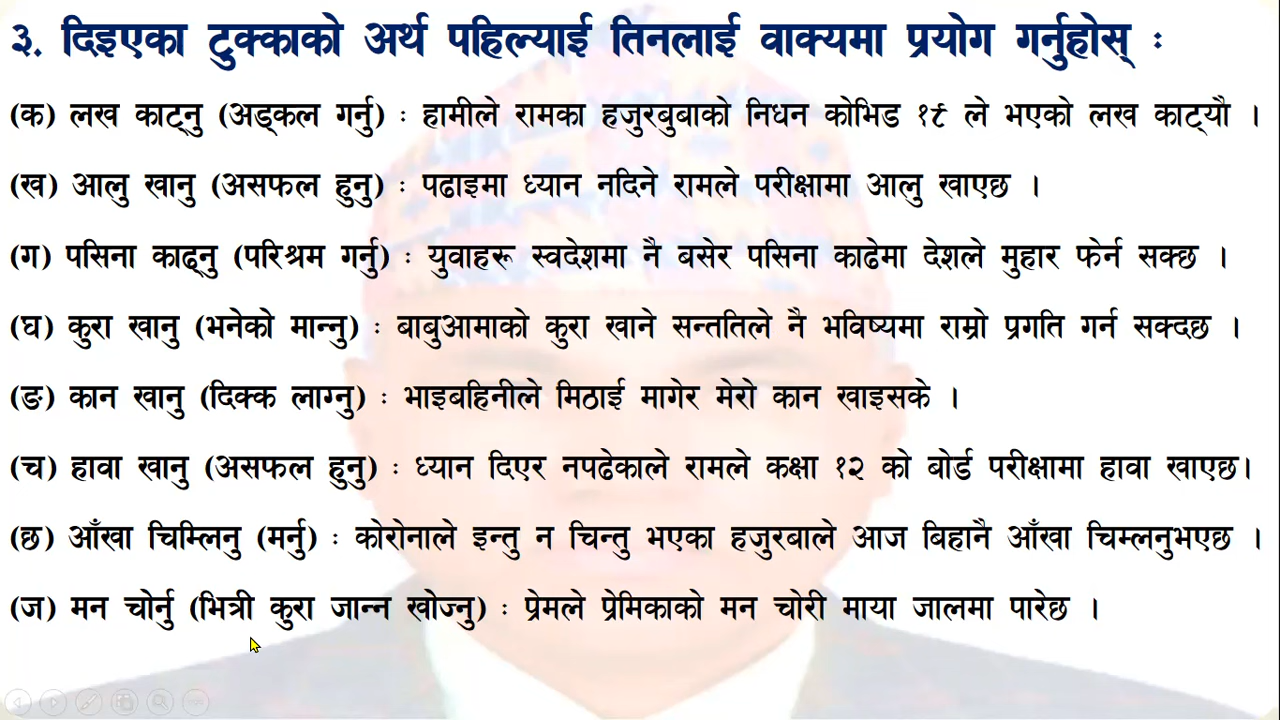 ३. दिइएका टुक्काको अर्थ पहिल्याई तिनलाई वाक्यमा प्रयोग गर्नुहोस् :
(क) लख काट्नु (अड्कल गर्नु) : हामीले रामका हजुरबुबाको निधन कोभिड १९ ले भएको लख काट्यौ ।
(ख) आलु खानु (असफल हुनु) : पढाइमा ध्यान नदिने रामले परीक्षामा आलु खाएछ ।
(ग) पसिना काढ्नु (परिश्रम गर्नु) : युवाहरू स्वदेशमा नै बसेर पसिना काढेमा देशले मुहार फेर्न सक्छ ।
(घ) कुरा खानु (भनेको मान्नु) : बाबुआमाको कुरा खाने सन्ततिले नै भविष्यमा राम्रो प्रगति गर्न सक्दछ ।
(ङ) कान खानु (दिक्क लाग्नु) : भाइबहिनीले मिठाई मागेर मेरो कान खाइसके ।
(च) हावा खानु (असफल हुनु) : ध्यान दिएर नपढेकाले रामले कक्षा १२ को बोर्ड परीक्षामा हावा खाएछ।
(छ) आँखा चिम्लिनु (मर्नु) : कोरोनाले इन्तु न चिन्तु भएका हजुरबाले आज बिहानै आँखा चिम्लनुभएछ ।
(ज) मन चोर्नु (भित्री कुरा जान्न खोज्नु) : प्रेमले प्रेमिकाको मन चोरी माया जालमा पारेछ ।